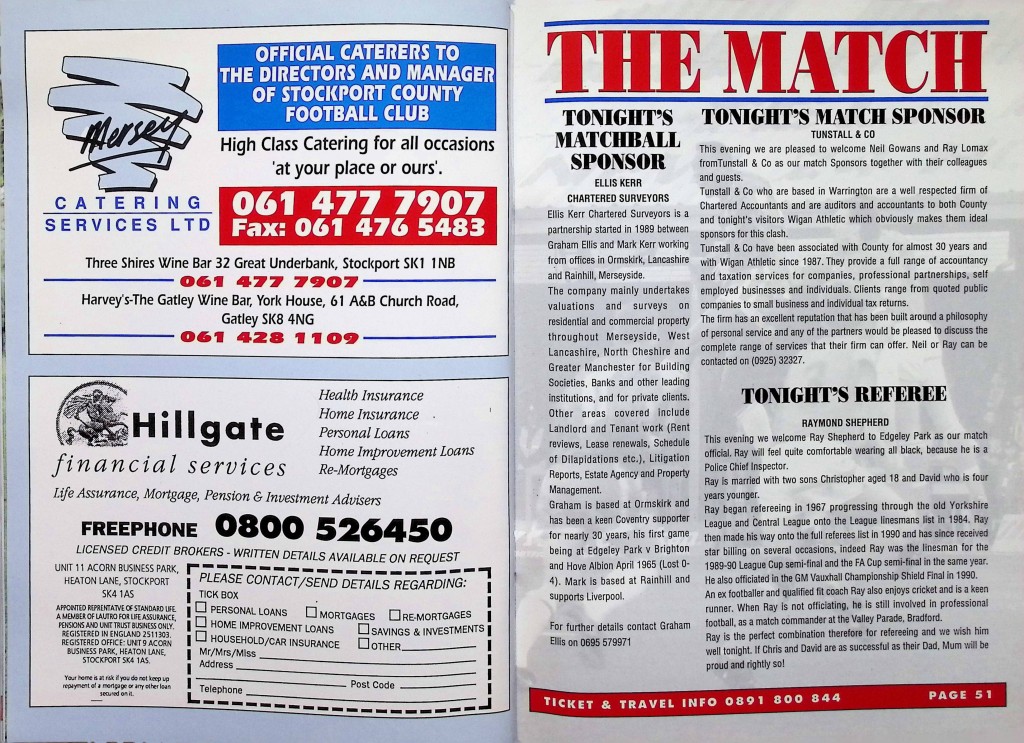 Mersey
CATERING
SERVICES LTD
OFFICIAL CATERERS TO
THE DIRECTORS AND MANAGER
OF STOCKPORT COUNTY
FOOTBALL CLUB
High Class Catering for all occasions
'at your place or ours'.
061 477 7907
Fax: 061 476 5483
Three Shires Wine Bar 32 Great Underbank, Stockport SK1 1NB
061 477 7907
Harvey's-The Gatley Wine Bar, York House, 61 A&B Church Road,
Gatley SK8 4NG
061 428 1109
Hillgate
financial services
Health Insurance
Home Insurance
Personal Loans
Home Improvement Loans
Re-Mortgages
Life Assurance, Mortgage, Pension & Investment Advisers
FREEPHONE 0800 526450
LICENSED CREDIT BROKERS - WRITTEN DETAILS AVAILABLE ON REQUEST
UNIT 11 ACORN BUSINESS PARK,
HEATON LANE, STOCKPORT
SK4 1AS
APPOINTED REPRENTATIVE OF STANDARD LIFE.
A MEMBER OF LAUTRO FOR LIFE ASSURANCE,
PENSIONS AND UNIT TRUST BUSINESS ONLY.
REGISTERED IN ENGLAND 2511303.
REGISTERED OFFICE: UNIT 9 ACORN
BUSINESS PARK, HEATON LANE,
STOCKPORT SK4 1AS.
Your home is at risk if you do not keep up
repayment of a mortgage or any other loan
secured on it.
PLEASE CONTACT/SEND DETAILS REGARDING:
TICK BOX
PERSONAL LOANS MORTGAGES RE-MORTGAGES
HOME IMPROVEMENT LOANS SAVINGS & INVESTMENTS
HOUSEHOLD/CAR INSURANCE OTHER
Mr/Mrs/Miss
Address
Post Code
Telephone
THE MATCH
TONIGHT'S
MATCHBALL
SPONSOR
ELLIS KERR
CHARTERED SURVEYORS
Ellis Kerr Chartered Surveyors is a
partnership started in 1989 between
Graham Ellis and Mark Kerr working
from offices in Ormskirk, Lancashire
and Rainhill, Merseyside.
The company mainly undertakes
valuations and surveys on
residential and commercial property
throughout Merseyside, West
Lancashire, North Cheshire and
Greater Manchester for Building
Societies, Banks and other leading
institutions, and for private clients.
Other areas covered include
Landlord and Tenant work (Rent
reviews, Lease renewals, Schedule
of Dilapidations etc.), Litigation
Reports, Estate Agency and Property
Management.
Graham is based at Ormskirk and
has been a keen Coventry supporter
for nearly 30 years, his first game
being at Edgeley Park v Brighton
and Hove Albion April 1965 (Lost 0-
4). Mark is based at Rainhill and
supports Liverpool.
For further details contact Graham
Ellis on 0695 579971
TONIGHT'S MATCH SPONSOR
TUNSTALL & CO
This evening we are pleased to welcome Neil Gowans and Ray Lomax
fromTunstall & Co as our match Sponsors together with their colleagues
and guests.
Tunstall & Co who are based in Warrington are a well respected firm of
Chartered Accountants and are auditors and accountants to both County
and tonight's visitors Wigan Athletic which obviously makes them ideal
sponsors for this clash.
Tunstall & Co have been associated with County for almost 30 years and
with Wigan Athletic since 1987. They provide a full range of accountancy
and taxation services for companies, professional partnerships, self
employed businesses and individuals. Clients range from quoted public
companies to small business and individual tax returns.
The firm has an excellent reputation that has been built around a philosophy
of personal service and any of the partners would be pleased to discuss the
complete range of services that their firm can offer. Neil or Ray can be
contacted on (0925) 32327.
TONIGHT'S REFEREE
RAYMOND SHEPHERD
This evening we welcome Ray Shepherd to Edgeley Park as our match
official. Ray will feel quite comfortable wearing all black, because he is a
Police Chief Inspector.
Ray is married with two sons Christopher aged 18 and David who is four
years younger.
Ray began refereeing in 1967 progressing through the old Yorkshire
League and Central League onto the League linesmans list in 1984. Ray
then made his way onto the full referees list in 1990 and has since received
star billing on several occasions, indeed Ray was the linesman for the
1989-90 League Cup semi-final and the FA Cup semi-final in the same year.
He also officiated in the GM Vauxhall Championship Shield Final in 1990.
An ex footballer and qualified fit coach Ray also enjoys cricket and is a keen
runner. When Ray is not officiating, he is still involved in professional
football, as a match commander at the Valley Parade, Bradford.
Ray is the perfect combination therefore for refereeing and we wish him
well tonight. If Chris and David are as successful as their Dad, Mum will be
proud and rightly so!
TICKET & TRAVEL INFO 0891 800 844
PAGE 51